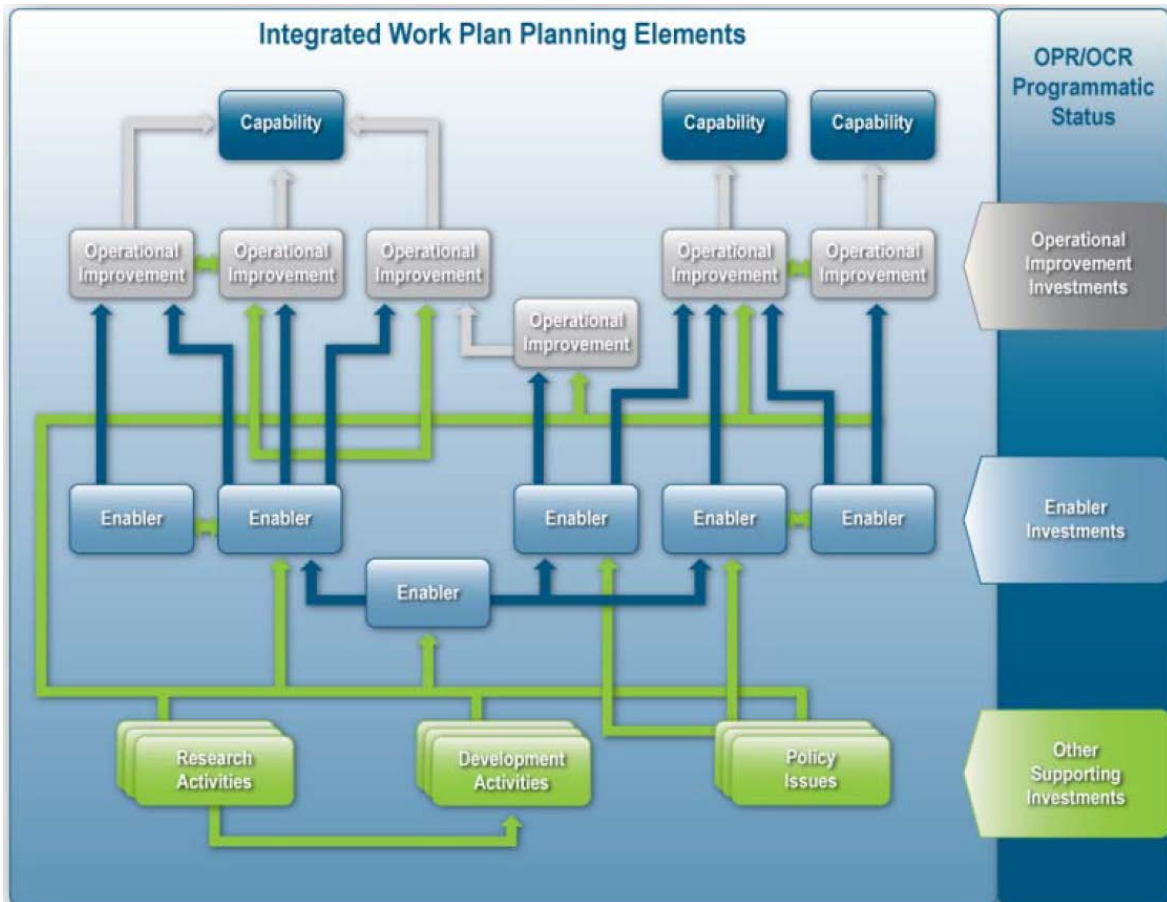 Integrated Work Plan Planning Elements
OPR/OCR
Programmatic
Status
Capability
Capability
Capability
Operational
Improvement
Operational
Improvement
Operational
Improvement
Operational
Improvement
Operational
Improvement
Operational
Improvement
Investments
Operational
Improvement
Enabler
Enabler
Enabler
Enabler
Enabler
Enabler
Investments
Enabler
Research
Activities
Development
Activities
Policy
Issues
Other
Supporting
Investments